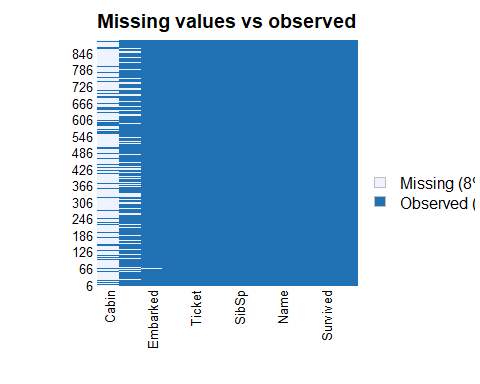 Missing values vs observed
846
786
726
666
606
546
486
426
366
306
246
186
126
66
6
Missing (8%
Observed (
Cabin
Embarked
Ticket
SibSp
Name
Survived